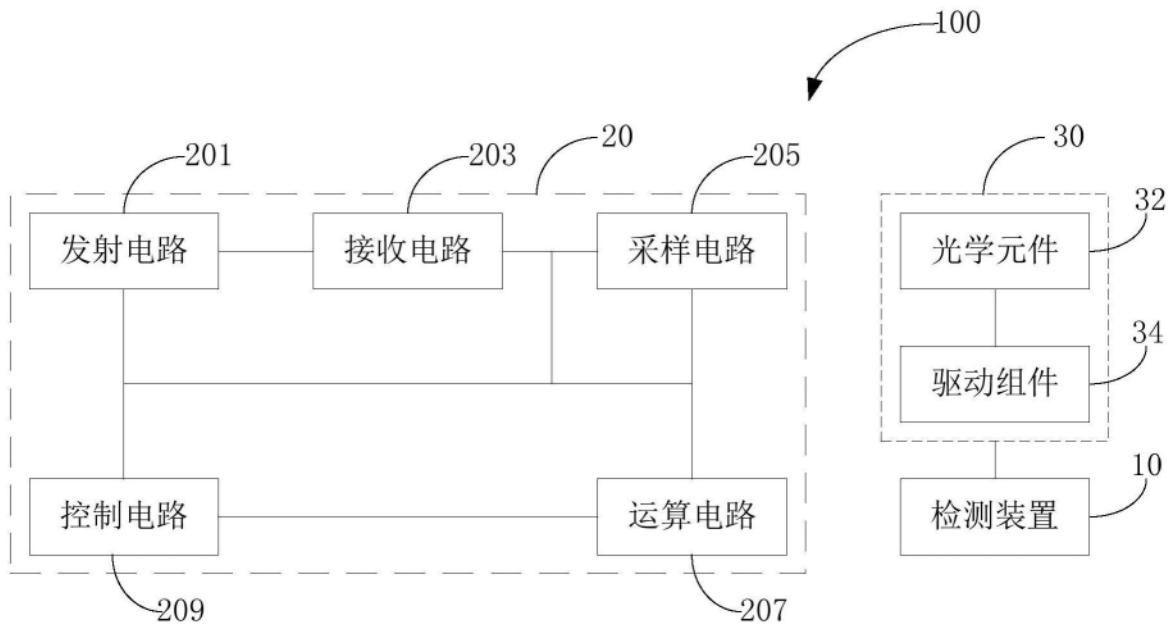 100
201
203
20
205
30
发射电路
接收电路
采样电路
光学元件
32
驱动组件
34
控制电路
运算电路
检测装置
10
209
207